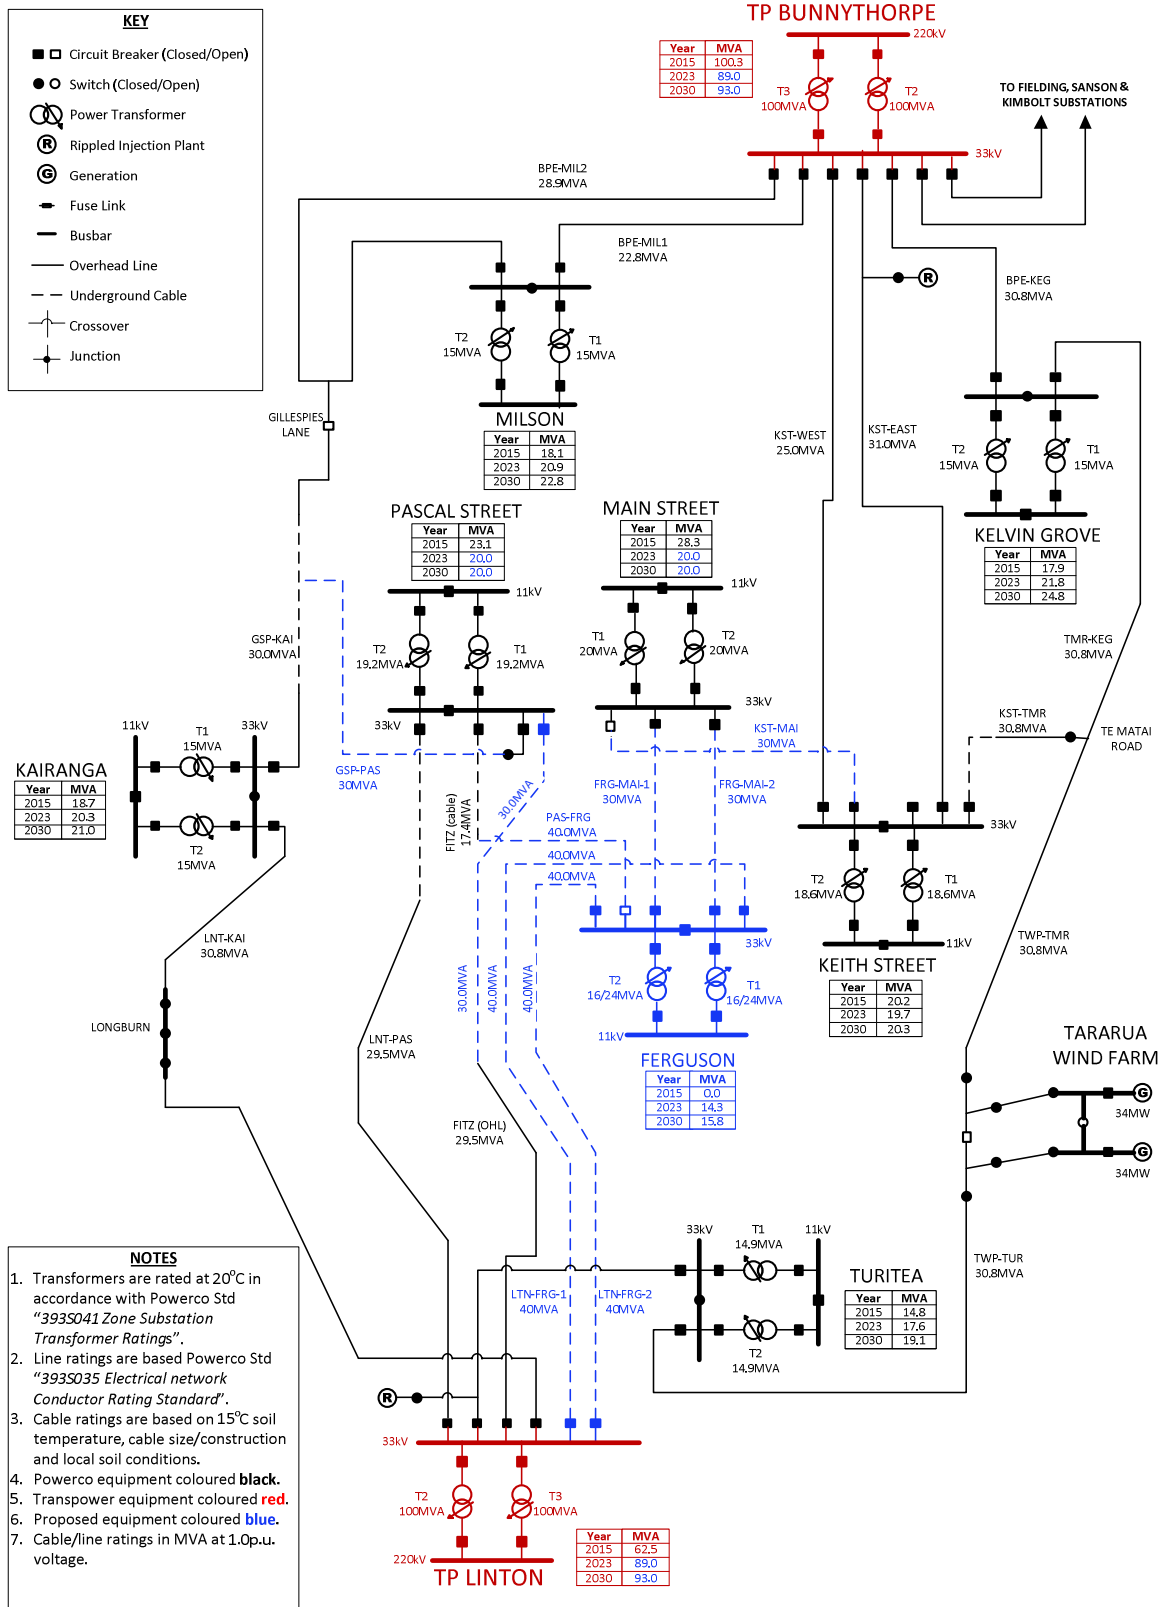 KEY
Circuit Breaker (Closed/Open)
Switch (Closed/Open)
Power Transformer
R
Rippled Injection Plant
G
Generation
Fuse Link
Busbar
Overhead Line
Underground Cable
Crossover
Junction
TP BUNNYTHORPE
220kV
Year MVA
2015 100.3
2023 89.0
2030 93.0
T3
100MVA
T2
100MVA
33kV
TO FIELDING, SANSON &
KIMBOLT SUBSTATIONS
BPE-MIL2
28.9MVA
BPE-MIL1
22.8MVA
R
BPE-KEG
30.8MVA
T2
15MVA
T1
15MVA
MILSON
Year MVA
2015 18.1
2023 20.9
2030 22.8
GILLESPIES
LANE
KST-WEST
25.0MVA
KST-EAST
31.0MVA
T2
15MVA
T1
15MVA
KELVIN GROVE
Year MVA
2015 17.9
2023 21.8
2030 24.8
PASCAL STREET
Year MVA
2015 23.1
2023 20.0
2030 20.0
11kV
T2
19.2MVA
T1
19.2MVA
33kV
MAIN STREET
Year MVA
2015 28.3
2023 20.0
2030 20.0
11kV
T1
20MVA
T2
20MVA
33kV
GSP-KAI
30.0MVA
TMR-KEG
30.8MVA
KST-TMR
30.8MVA
TE MATAI
ROAD
KST-MAI
30MVA
11kV
T1
15MVA
33kV
KAIRANGA
Year MVA
2015 18.7
2023 20.3
2030 21.0
T2
15MVA
GSP-PAS
30MVA
FITZ (cable)
17.4MVA
30.0MVA
PAS-FRG
40.0MVA
40.0MVA
40.0MVA
FRG-MAI-1
30MVA
FRG-MAI-2
30MVA
33kV
T2
18.6MVA
T1
18.6MVA
11kV
KEITH STREET
Year MVA
2015 20.2
2023 19.7
2030 20.3
33kV
T2
16/24MVA
T1
16/24MVA
11kV
FERGUSON
Year MVA
2015 0.0
2023 14.3
2030 15.8
30.0MVA
40.0MVA
40.0MVA
LNT-KAI
30.8MVA
LONGBURN
LNT-PAS
29.5MVA
FITZ (OHL)
29.5MVA
TWP-TMR
30.8MVA
TARARUA
WIND FARM
G
34MW
G
34MW
TWP-TUR
30.8MVA
33kV
T1
14.9MVA
11kV
T2
14.9MVA
TURITEA
Year MVA
2015 14.8
2023 17.6
2030 19.1
LTN-FRG-1
40MVA
LTN-FRG-2
40MVA
R
33kV
T2
100MVA
T3
100MVA
220kV
TP LINTON
Year MVA
2015 62.5
2023 89.0
2030 93.0
NOTES
1. Transformers are rated at 20°C in
accordance with Powerco Std
“393S041 Zone Substation
Transformer Ratings”.
2. Line ratings are based Powerco Std
“393S035 Electrical network
Conductor Rating Standard”.
3. Cable ratings are based on 15°C soil
temperature, cable size/construction
and local soil conditions.
4. Powerco equipment coloured black.
5. Transpower equipment coloured red.
6. Proposed equipment coloured blue.
7. Cable/line ratings in MVA at 1.0p.u.
voltage.